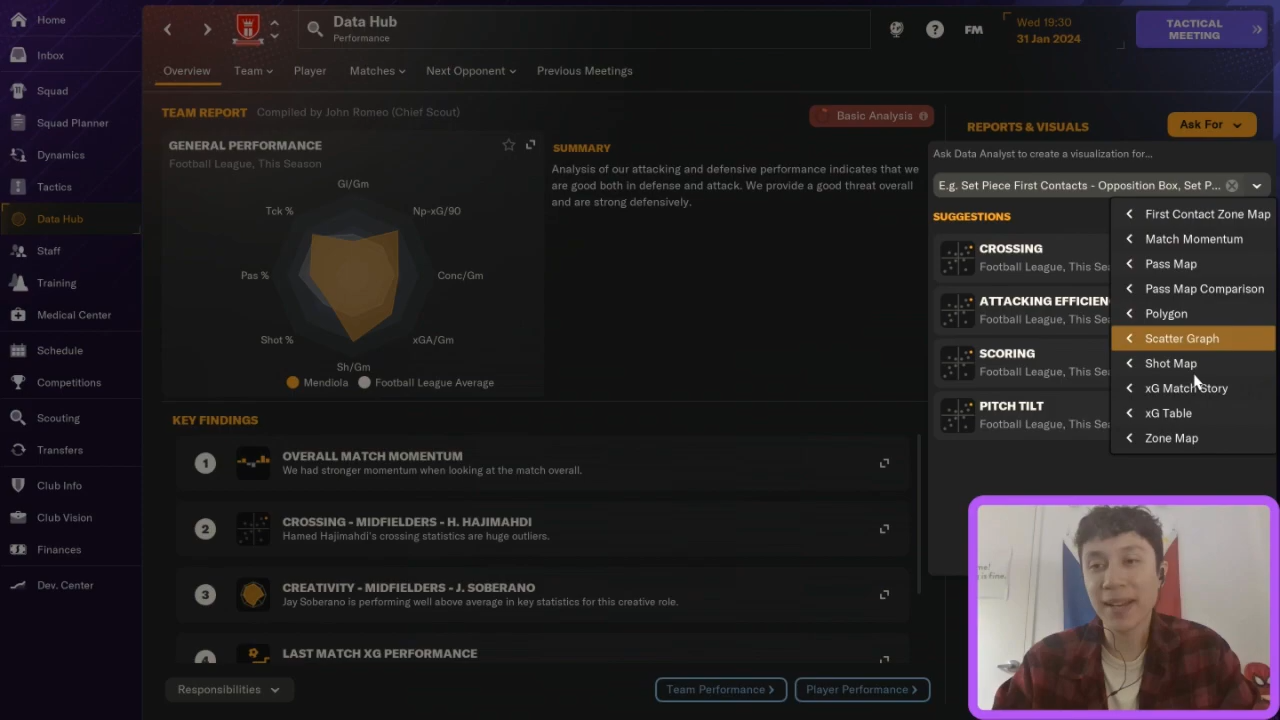 Home
Inbox
Squad
Squad Planner
Dynamics
Tactics
Data Hub
Staff
Training
Medical Center
Schedule
Competitions
Scouting
Transfers
Club Info
Club Vision
Finances
Dev. Center
Data Hub
Performance
FM
Wed 19:30
31 Jan 2024
TACTICAL
MEETING
Overview
Team
Player
Matches
Next Opponent
Previous Meetings
TEAM REPORT Compiled by John Romeo (Chief Scout)
Basic Analysis
GENERAL PERFORMANCE
Football League, This Season
Gl/Gm
Np-xG/90
Conc/Gm
xGA/Gm
Sh/Gm
Shot %
Pas %
Tck %
Mendiola
Football League Average
SUMMARY
Analysis of our attacking and defensive performance indicates that we
are good both in defense and attack. We provide a good threat overall
and are strong defensively.
KEY FINDINGS
1
OVERALL MATCH MOMENTUM
We had stronger momentum when looking at the match overall.
2
CROSSING - MIDFIELDERS - H. HAJIMAHDI
Hamed Hajimahdi's crossing statistics are huge outliers.
3
CREATIVITY - MIDFIELDERS - J. SOBERANO
Jay Soberano is performing well above average in key statistics for this creative role.
4
LAST MATCH XG PERFORMANCE
Responsibilities
Team Performance
Player Performance
REPORTS & VISUALS
Ask For
Ask Data Analyst to create a visualization for...
E.g. Set Piece First Contacts - Opposition Box, Set P...
SUGGESTIONS
CROSSING
Football League, This Sea
ATTACKING EFFICIEN
Football League, This Sea
SCORING
Football League, This Sea
PITCH TILT
Football League, This Sea
First Contact Zone Map
Match Momentum
Pass Map
Pass Map Comparison
Polygon
Scatter Graph
Shot Map
xG Match Story
xG Table
Zone Map
is fine.